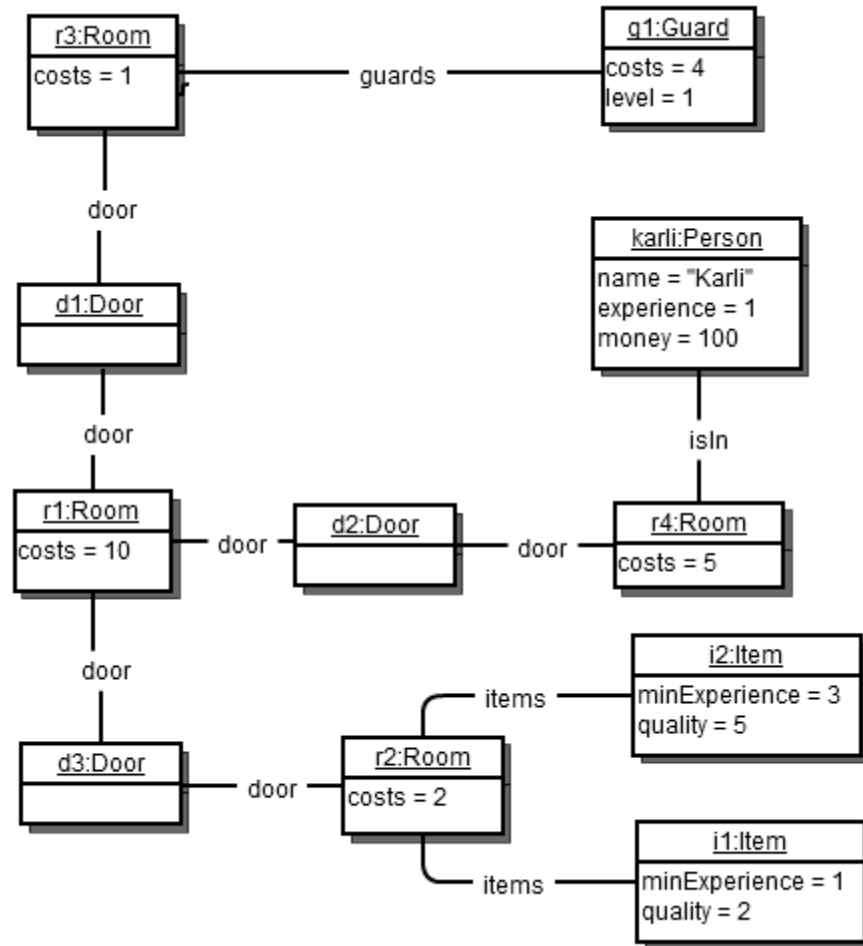 r3:Room
costs = 1
guards
g1:Guard
costs = 4
level = 1
door
d1:Door
door
karli:Person
name = "Karli"
experience = 1
money = 100
isIn
r1:Room
costs = 10
door
d2:Door
door
r4:Room
costs = 5
door
d3:Door
door
r2:Room
costs = 2
items
i2:Item
minExperience = 3
quality = 5
items
i1:Item
minExperience = 1
quality = 2